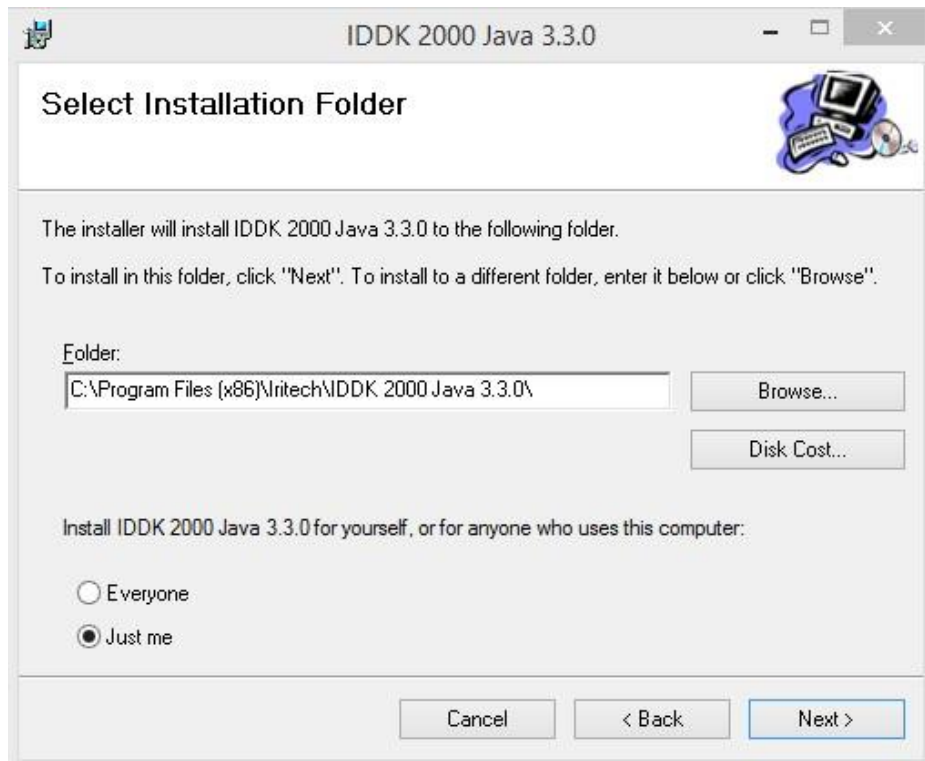 IDDK 2000 Java 3.3.0
Select Installation Folder
The installer will install IDDK 2000 Java 3.3.0 to the following folder.
To install in this folder, click "Next". To install to a different folder, enter it below or click "Browse".
Folder:
C:\Program Files (x86)\Iritech\IDDK 2000 Java 3.3.0\
Browse...
Disk Cost...
Install IDDK 2000 Java 3.3.0 for yourself, or for anyone who uses this computer:
Everyone
Just me
Cancel
< Back
Next >